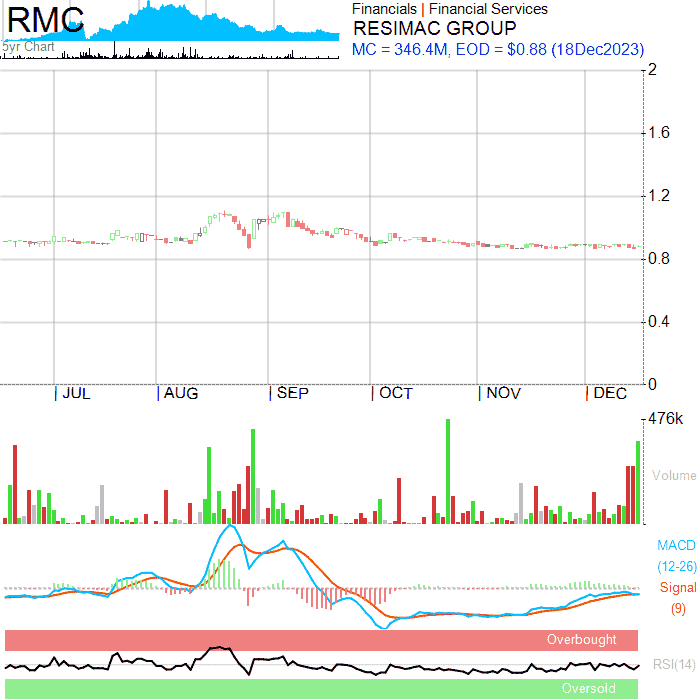 RMC
5yr Chart
Financials | Financial Services
RESIMAC GROUP
MC = 346.4M, EOD = $0.88 (18Dec2023)
2
1.6
1.2
0.8
0.4
0
JUL AUG SEP OCT NOV DEC
476k
Volume
MACD
(12-26)
Signal
(9)
Overbought
RSI(14)
Oversold